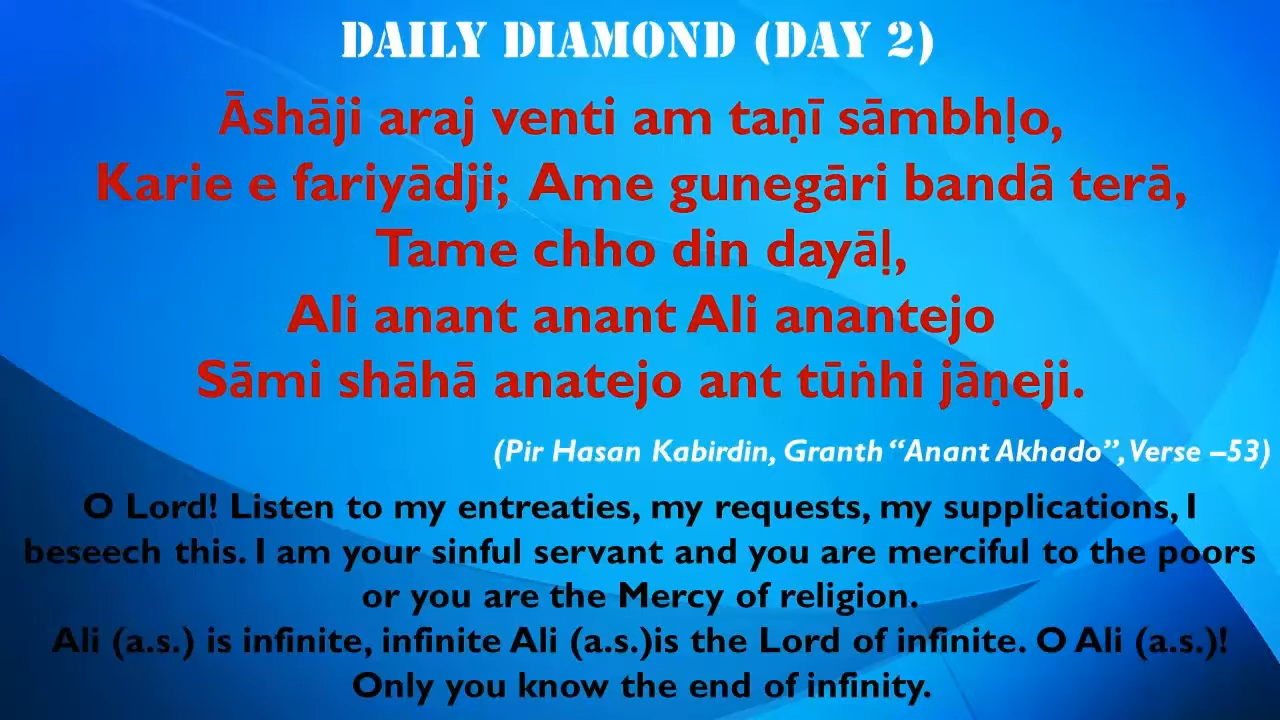 DAILY DIAMOND (DAY 2)
Āshāji araj venti am taṇī sāmbhḷo,
Karie e fariyādji; Ame gunegāri bandā terā,
Tame chho din dayāḷ,
Ali anant anant Ali anantejo
Sāmi shāhā anatejo ant tūṅhi jāṇeji.
(Pir Hasan Kabirdin, Granth “Anant Akhado”, Verse –53)
O Lord! Listen to my entreaties, my requests, my supplications, I
beseech this. I am your sinful servant and you are merciful to the poors
or you are the Mercy of religion.
Ali (a.s.) is infinite, infinite Ali (a.s.)is the Lord of infinite. O Ali (a.s.)!
Only you know the end of infinity.